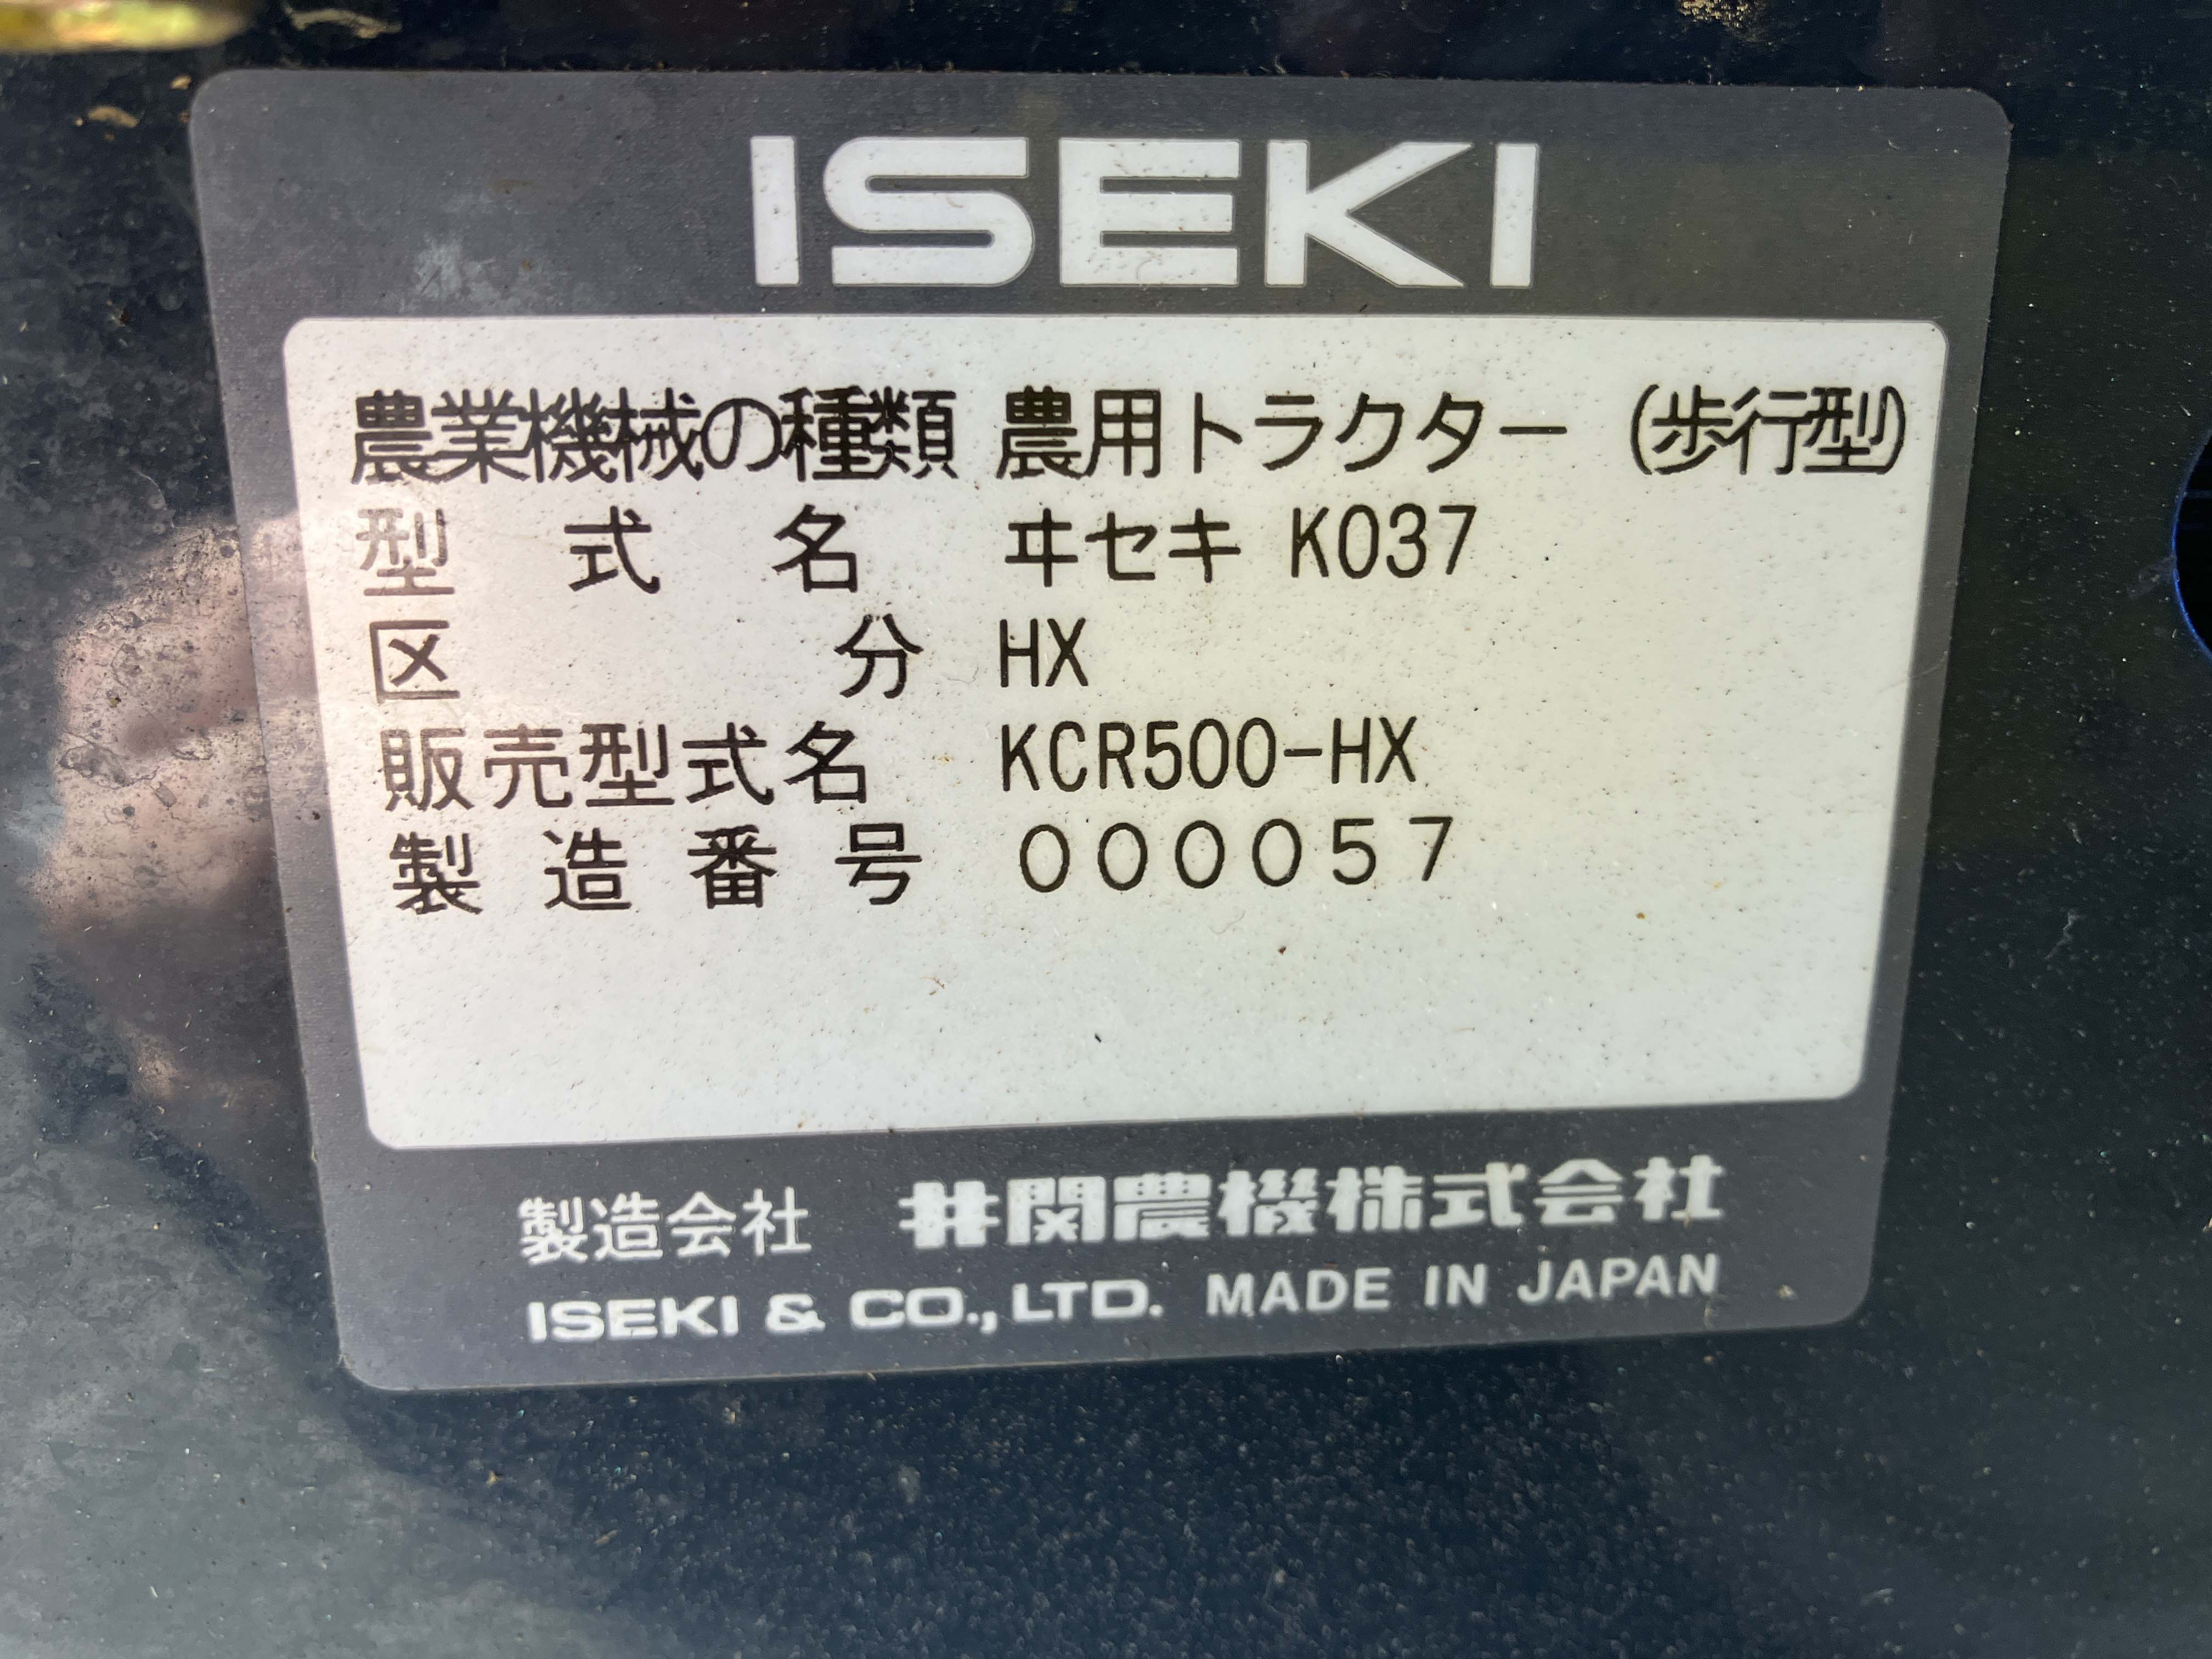 ISEKI
農業機械の種類 農用トラクター (歩行型)
型式名 ヰセキ K037
区分 HX
販売型式名 KCR500-HX
製造番号 000057
製造会社 井関農機株式会社
ISEKI & CO., LTD. MADE IN JAPAN